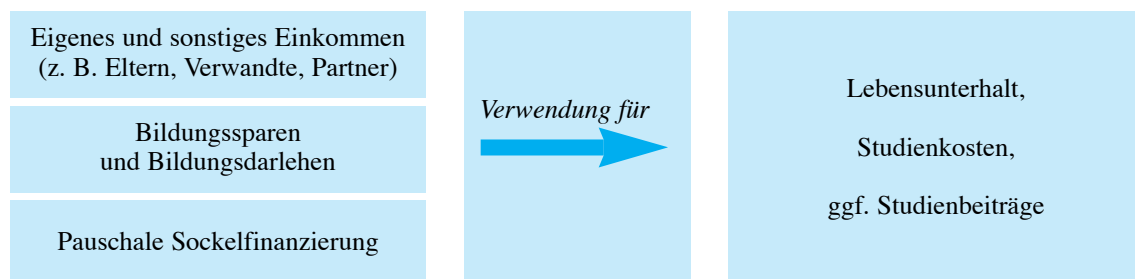 Eigenes und sonstiges Einkommen
(z. B. Eltern, Verwandte, Partner)
Bildungssparen
und Bildungsdarlehen
Pauschale Sockelfinanzierung
Verwendung für
Lebensunterhalt,
Studienkosten,
ggf. Studienbeiträge